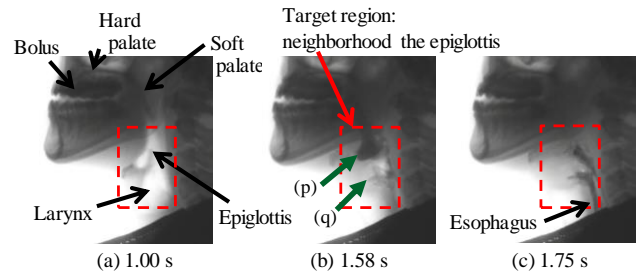 Hard
palate
Bolus
Soft
palate
Larynx
Epiglottis
(a) 1.00 s
Target region:
neighborhood the epiglottis
(p)
(q)
(b) 1.58 s
Esophagus
(c) 1.75 s